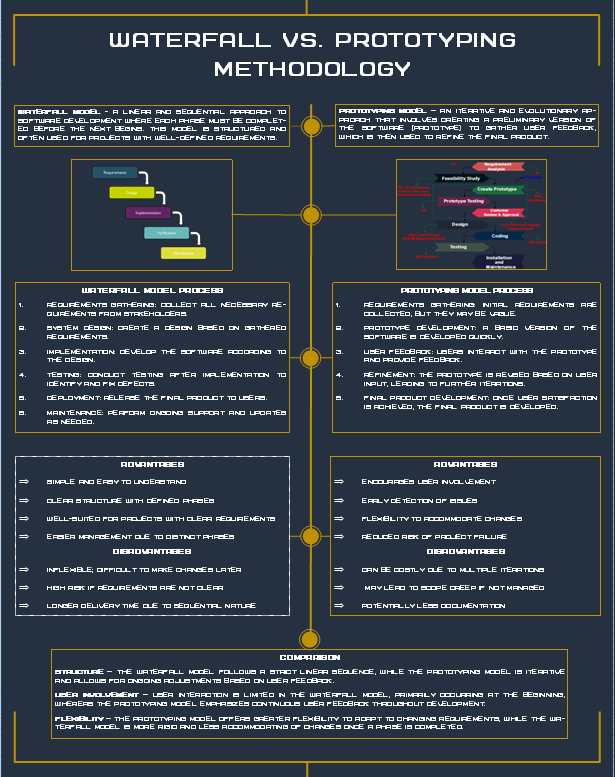 WATERFALL VS. PROTOTYPING
METHODOLOGY
WATERFALL MODEL - A LINEAR AND SEQUENTIAL APPROACH TO
SOFTWARE DEVELOPMENT WHERE EACH PHASE MUST BE COMPLET-
ED BEFORE THE NEXT BEGINS. THIS MODEL IS STRUCTURED AND
OFTEN USED FOR PROJECTS WITH WELL-DEFINED REQUIREMENTS.
PROTOTYPING MODEL – AN ITERATIVE AND EVOLUTIONARY AP-
PROACH THAT INVOLVES CREATING A PRELIMINARY VERSION OF
THE SOFTWARE (PROTOTYPE) TO GATHER USER FEEDBACK,
WHICH IS THEN USED TO REFINE THE FINAL PRODUCT.
Requirements
Design
Implementation
Verification
Maintenance
Requirement
Analysis
Feasibility Study
Create Prototype
Prototype Testing
Customer
Review & Approval
Design
Coding
Testing
Installation
and
Maintenance
WATERFALL MODEL PROCESS
1. REQUIREMENTS GATHERING: COLLECT ALL NECESSARY RE-
QUIREMENTS FROM STAKEHOLDERS.
2. SYSTEM DESIGN: CREATE A DESIGN BASED ON GATHERED
REQUIREMENTS.
3. IMPLEMENTATION: DEVELOP THE SOFTWARE ACCORDING TO
THE DESIGN.
4. TESTING: CONDUCT TESTING AFTER IMPLEMENTATION TO
IDENTIFY AND FIX DEFECTS.
5. DEPLOYMENT: RELEASE THE FINAL PRODUCT TO USERS.
6. MAINTENANCE: PERFORM ONGOING SUPPORT AND UPDATES
AS NEEDED.
PROTOTYPING MODEL PROCESS
1. REQUIREMENTS GATHERING: INITIAL REQUIREMENTS ARE
COLLECTED, BUT THEY MAY BE VAGUE.
2. PROTOTYPE DEVELOPMENT: A BASIC VERSION OF THE
SOFTWARE IS DEVELOPED QUICKLY.
3. USER FEEDBACK: USERS INTERACT WITH THE PROTOTYPE
AND PROVIDE FEEDBACK.
4. REFINEMENT: THE PROTOTYPE IS REVISED BASED ON USER
INPUT, LEADING TO FURTHER ITERATIONS.
5. FINAL PRODUCT DEVELOPMENT: ONCE USER SATISFACTION
IS ACHIEVED, THE FINAL PRODUCT IS DEVELOPED.
ADVANTAGES
⇒ SIMPLE AND EASY TO UNDERSTAND
⇒ CLEAR STRUCTURE WITH DEFINED PHASES
⇒ WELL-SUITED FOR PROJECTS WITH CLEAR REQUIREMENTS
⇒ EASIER MANAGEMENT DUE TO DISTINCT PHASES
DISADVANTAGES
⇒ INFLEXIBLE; DIFFICULT TO MAKE CHANGES LATER
⇒ HIGH RISK IF REQUIREMENTS ARE NOT CLEAR
⇒ LONGER DELIVERY TIME DUE TO SEQUENTIAL NATURE
ADVANTAGES
⇒ ENCOURAGES USER INVOLVEMENT
⇒ EARLY DETECTION OF ISSUES
⇒ FLEXIBILITY TO ACCOMMODATE CHANGES
⇒ REDUCED RISK OF PROJECT FAILURE
DISADVANTAGES
⇒ CAN BE COSTLY DUE TO MULTIPLE ITERATIONS
⇒ MAY LEAD TO SCOPE CREEP IF NOT MANAGED
⇒ POTENTIALLY LESS DOCUMENTATION
COMPARISON
STRUCTURE – THE WATERFALL MODEL FOLLOWS A STRICT LINEAR SEQUENCE, WHILE THE PROTOTYPING MODEL IS ITERATIVE
AND ALLOWS FOR ONGOING ADJUSTMENTS BASED ON USER FEEDBACK.
USER INVOLVEMENT – USER INTERACTION IS LIMITED IN THE WATERFALL MODEL, PRIMARILY OCCURING AT THE BEGINNING,
WHEREAS THE PROTOTYPING MODEL EMPHASIZES CONTINUOUS USER FEEDBACK THROUGHOUT DEVELOPMENT.
FLEXIBILITY – THE PROTOTYPING MODEL OFFERS GREATER FLEXIBILITY TO ADAPT TO CHANGING REQUIREMENTS, WHILE THE WA-
TERFALL MODEL IS MORE RIGID AND LESS ACCOMMODATING OF CHANGES ONCE A PHASE IS COMPLETED.